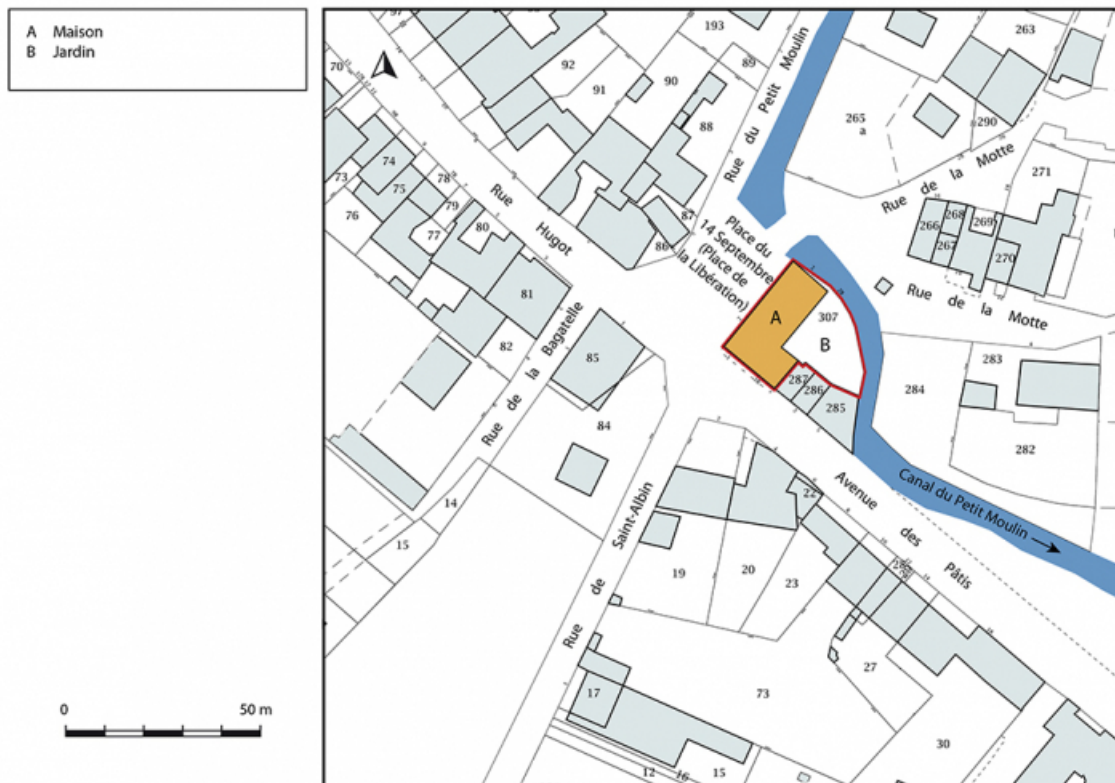 A Maison
B Jardin
0 50 m
97
193
89
263
70
92
90
91
88
265
a
290
271
74
73
75
78
79
76
77
80
87
86
81
82
85
84
266
268
267
269
270
307
A
B
287
286
285
283
284
282
14
15
22
19
20
23
27
73
17
30
12
16
15
Rue Hugot
Rue du Petit Moulin
Place du
14 Septembre
(Place de
la Libération)
Rue de la Motte
Rue de la Motte
Rue de la Bagatelle
Rue de Saint-Albin
Avenue des Pâtis
Canal du Petit Moulin